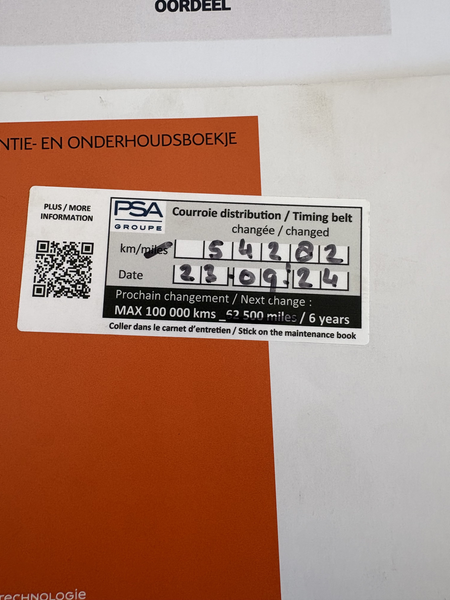 OORDEEL
NTIE- EN ONDERHOUDSBOEKJE
PLUS / MORE
INFORMATION
PSA
GROUPE
Courroie distribution / Timing belt
changée / changed
km/miles 54282
Date 23.09.24
Prochain changement / Next change :
MAX 100 000 kms _62 500 miles / 6 years
Coller dans le carnet d'entretien / Stick on the maintenance book
TECHNOLOGIE